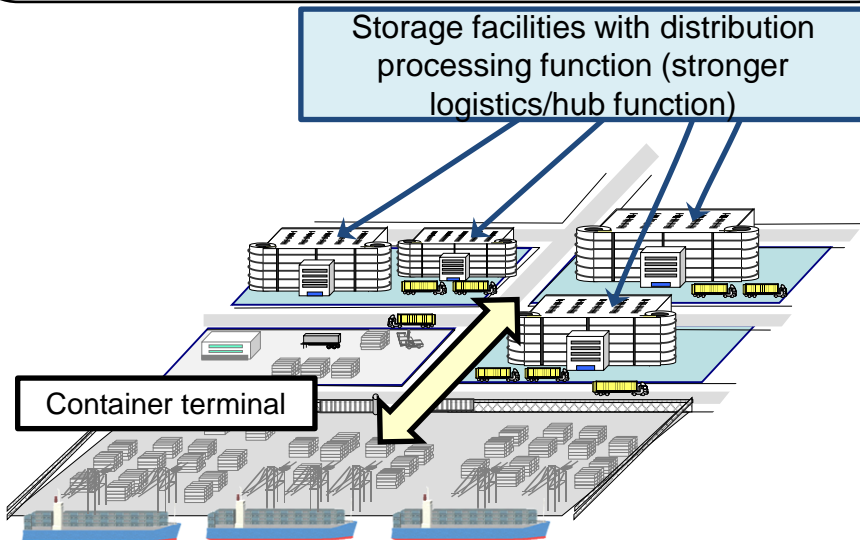 Storage facilities with distribution
processing function (stronger
logistics/hub function)
Container terminal